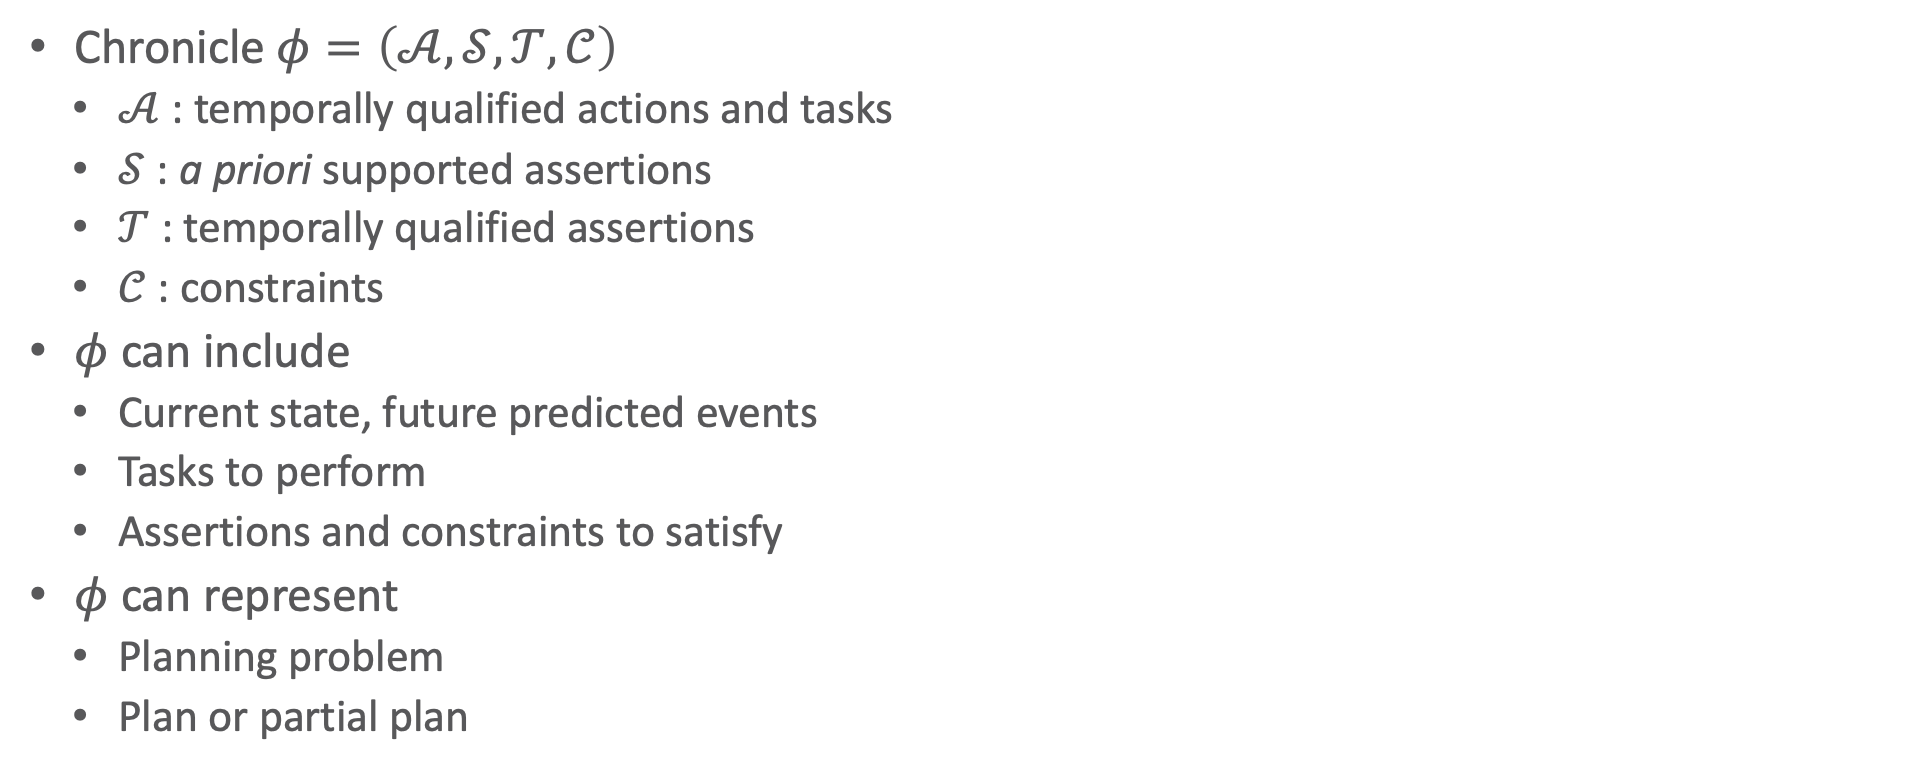 • Chronicle 𝜙 = (𝒜, 𝒮, 𝒯, 𝒞)
• 𝒜 : temporally qualified actions and tasks
• 𝒮 : a priori supported assertions
• 𝒯 : temporally qualified assertions
• 𝒞 : constraints
• 𝜙 can include
• Current state, future predicted events
• Tasks to perform
• Assertions and constraints to satisfy
• 𝜙 can represent
• Planning problem
• Plan or partial plan